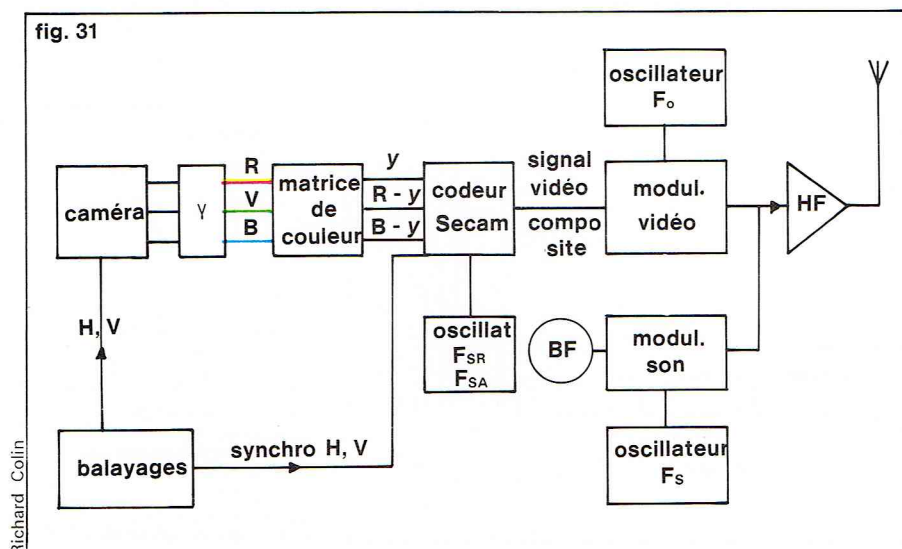 fig. 31
oscillateur
Fo
R
V
B
y
R - y
B - y
signal
vidéo
compo
site
caméra
γ
matrice
de
couleur
codeur
Secam
modul.
vidéo
HF
H, V
oscillat
FSR
FSA
BF
modul.
son
balayages
synchro H, V
oscillateur
FS
Richard Colin